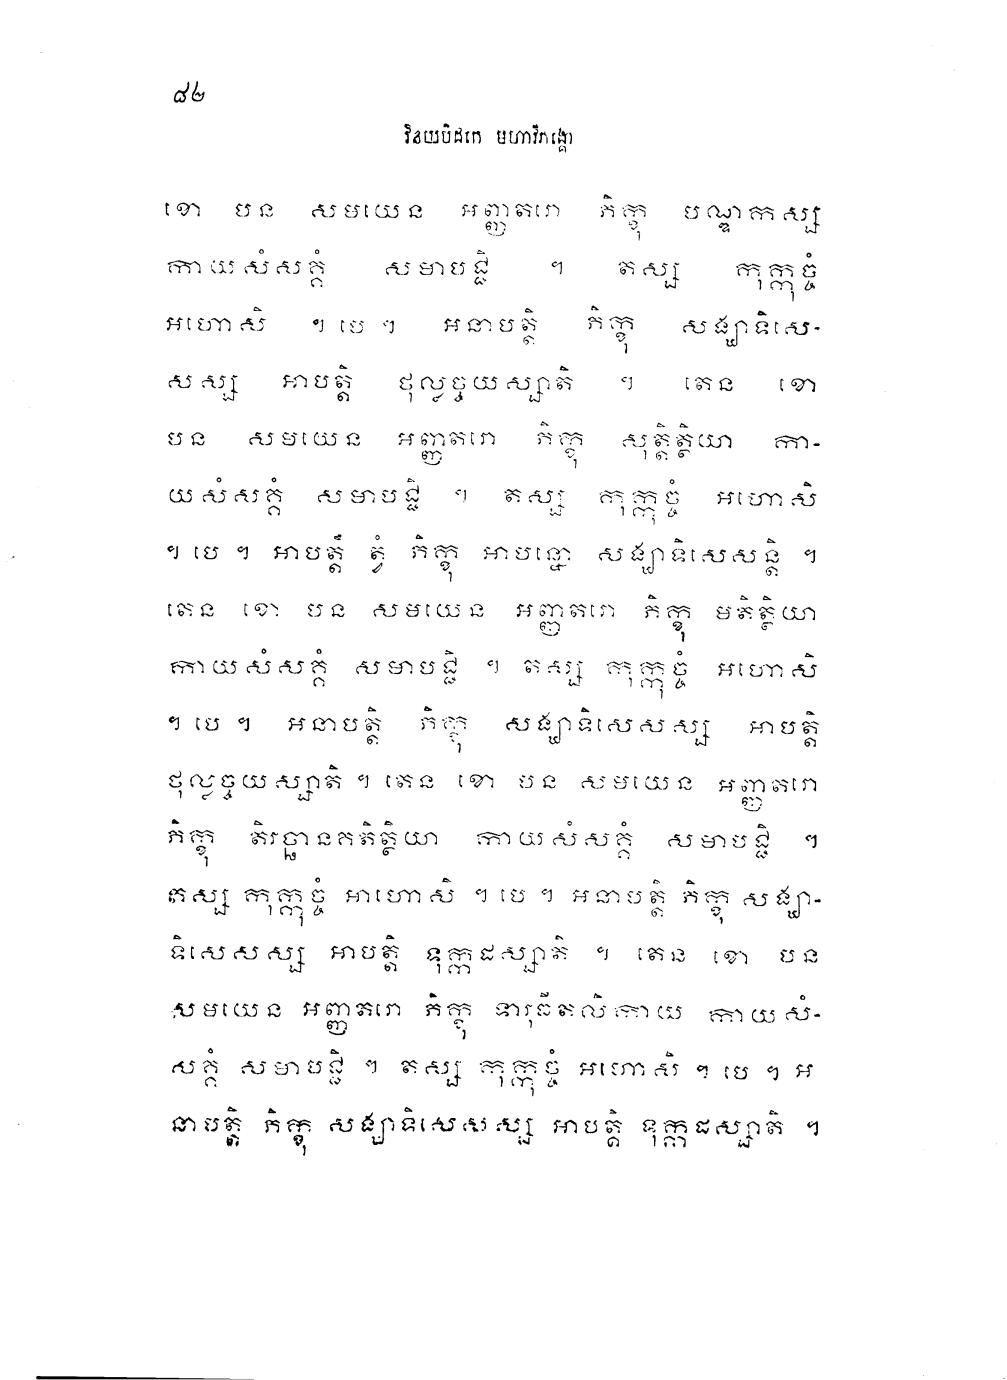 ៨២
វិនយបិដកេ មហាវិភង្គោ
ខោ បន សមយេន អញ្ញតរោ ភិក្ខុ បណ្ឌកស្ស
កាយសំសគ្គំ សមាបជ្ជិ ។ តស្ស កុក្កុច្ចំ
អហោសិ ។ បេ ។ អនាបត្តិ ភិក្ខុ សង្ឃាទិសេ-
សស្ស អាបត្តិ ថុល្លច្ចយស្សាតិ ។ តេន ខោ
បន សមយេន អញ្ញតរោ ភិក្ខុ សុត្តិត្ថិយា កា-
យសំសគ្គំ សមាបជ្ជិ ។ តស្ស កុក្កុច្ចំ អហោសិ
។ បេ ។ អាបត្តឹ ត្វំ ភិក្ខុ អាបន្នោ សង្ឃាទិសេសន្តិ ។
តេន ខោ បន សមយេន អញ្ញតរោ ភិក្ខុ មតិត្ថិយា
កាយសំសគ្គំ សមាបជ្ជិ ។ តស្ស កុក្កុច្ចំ អហោសិ
។ បេ ។ អនាបត្តិ ភិក្ខុ សង្ឃាទិសេសស្ស អាបត្តិ
ថុល្លច្ចយស្សាតិ ។ តេន ខោ បន សមយេន អញ្ញតរោ
ភិក្ខុ តិរច្ឆានគតិត្ថិយា កាយសំសគ្គំ សមាបជ្ជិ ។
តស្ស កុក្កុច្ចំ អាហោសិ ។ បេ ។ អនាបត្តិ ភិក្ខុ សង្ឃា-
ទិសេសស្ស អាបត្តិ ទុក្កដស្សាតិ ។ តេន ខោ បន
សមយេន អញ្ញតរោ ភិក្ខុ ទារុធីតលិកាយ កាយសំ-
សគ្គំ សមាបជ្ជិ ។ តស្ស កុក្កុច្ចំ អហោសិ ។ បេ ។ អ
នាបត្តិ ភិក្ខុ សង្ឃាទិសេសស្ស អាបត្តិ ទុក្កដស្សាតិ ។